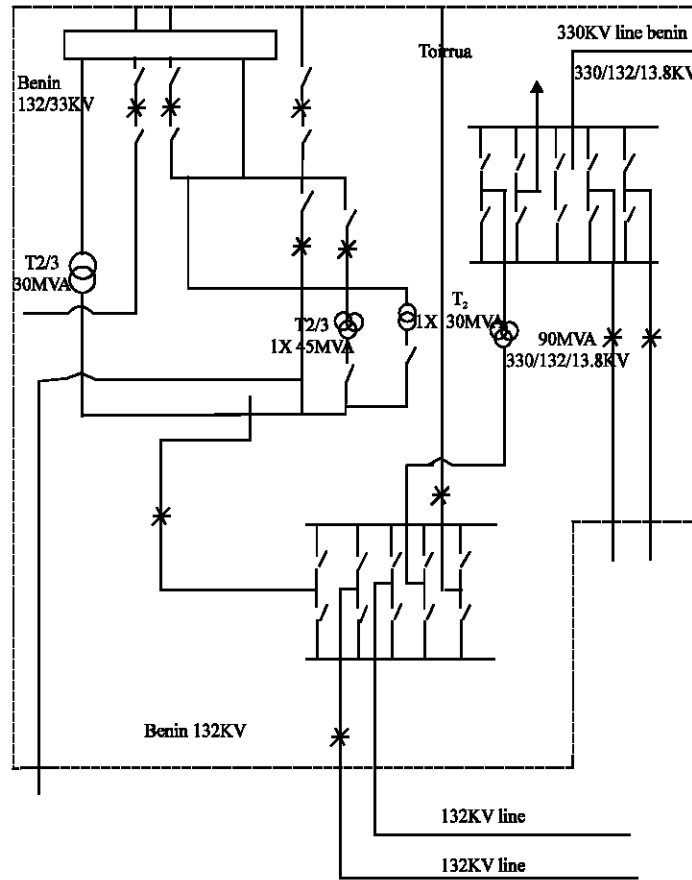 Toirrua
330KV line benin
330/132/13.8KV
Benin
132/33KV
T2/3
30MVA
T2/3
1X 45MVA
T2
1X 30MVA
90MVA
330/132/13.8KV
Benin 132KV
132KV line
132KV line